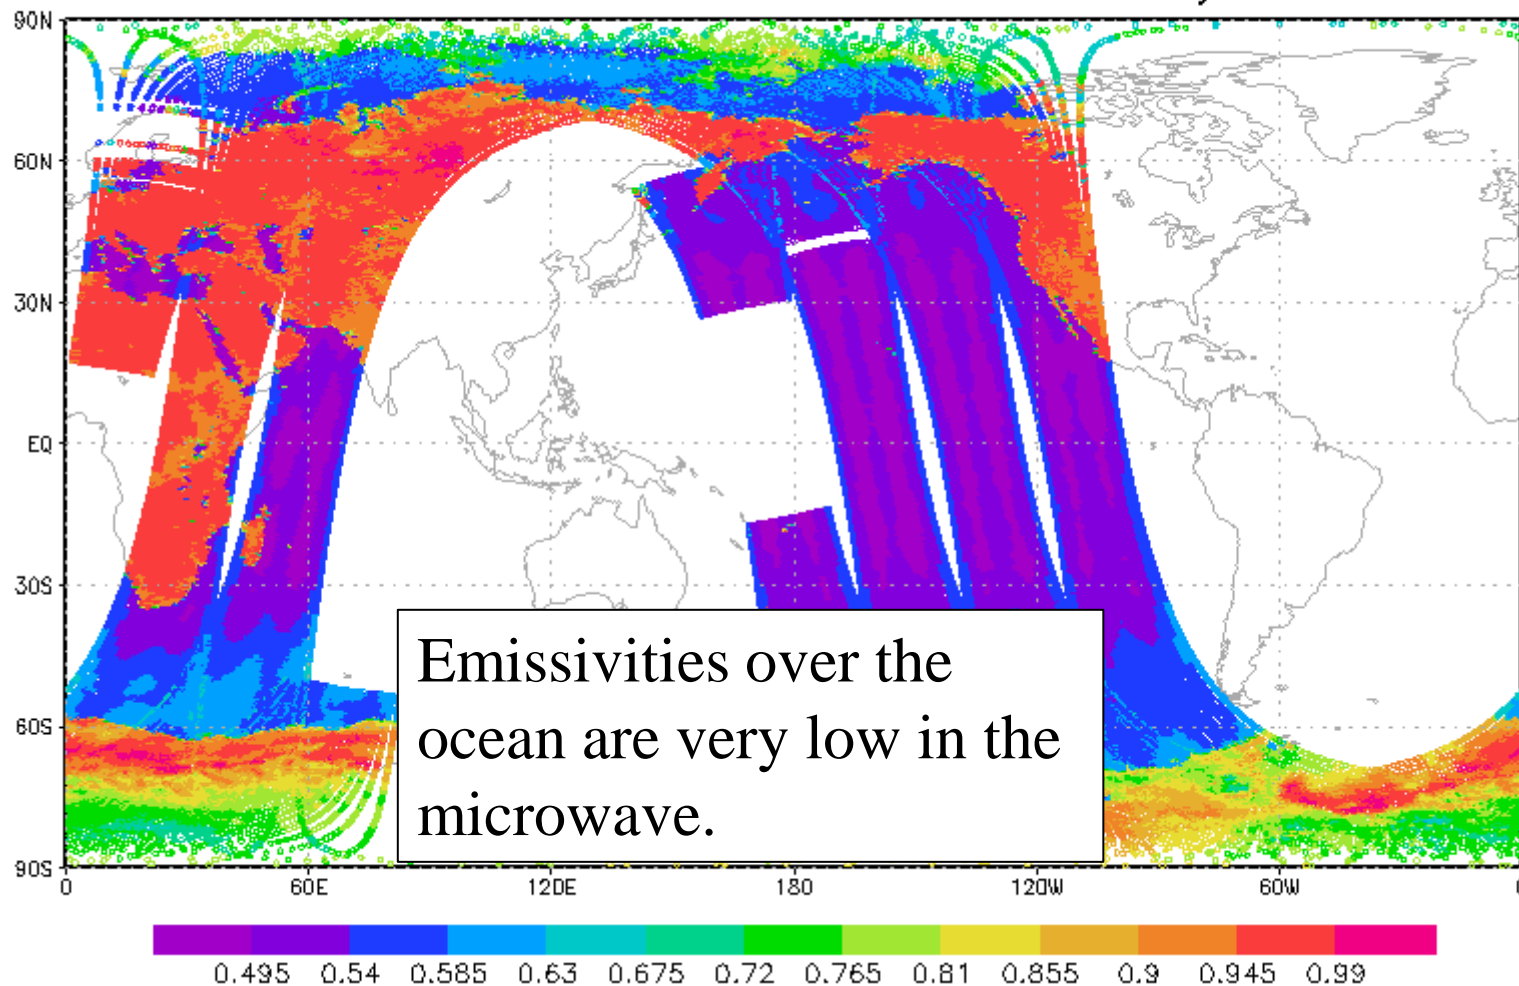 90N
60N
30N
EQ
30S
60S
90S
Emissivities over the
ocean are very low in the
microwave.
0 60E 120E 180 120W 60W
0.495 0.54 0.585 0.63 0.675 0.72 0.765 0.81 0.855 0.9 0.945 0.99